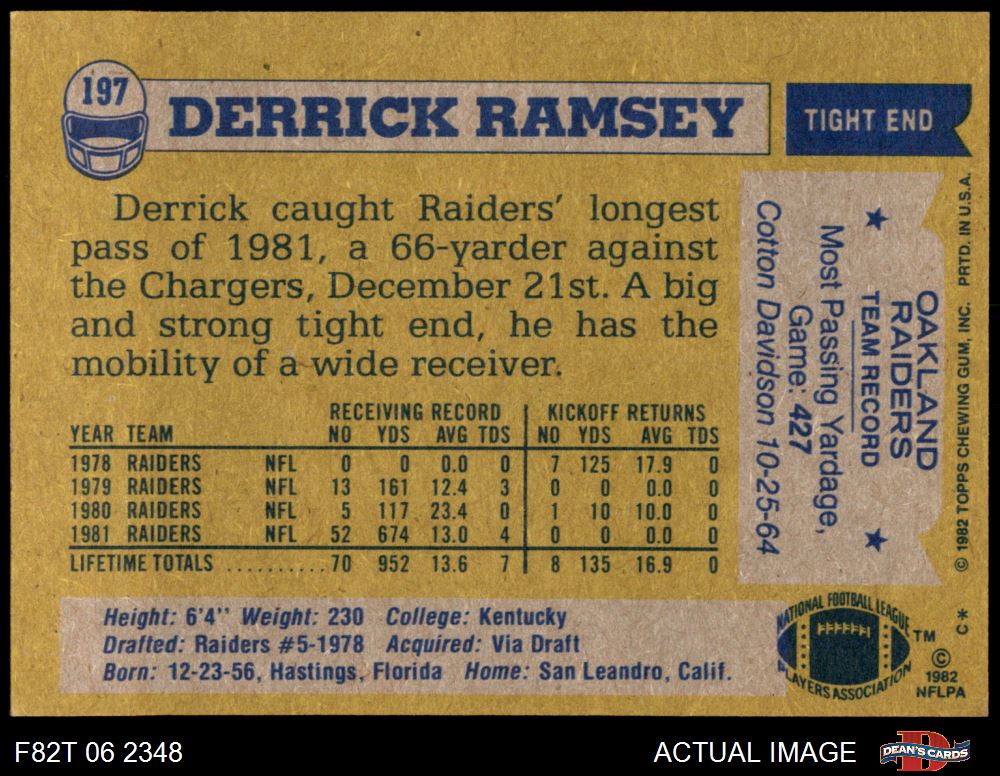 197
DERRICK RAMSEY
TIGHT END
Derrick caught Raiders' longest
pass of 1981, a 66-yarder against
the Chargers, December 21st. A big
and strong tight end, he has the
mobility of a wide receiver.
RECEIVING RECORD KICKOFF RETURNS
YEAR TEAM NO YDS AVG TDS NO YDS AVG TDS
1978 RAIDERS NFL 0 0 0.0 0 7 125 17.9 0
1979 RAIDERS NFL 13 161 12.4 3 0 0 0.0 0
1980 RAIDERS NFL 5 117 23.4 0 1 10 10.0 0
1981 RAIDERS NFL 52 674 13.0 4 0 0 0.0 0
LIFETIME TOTALS ..........70 952 13.6 7 8 135 16.9 0
Height: 6'4" Weight: 230 College: Kentucky
Drafted: Raiders #5-1978 Acquired: Via Draft
Born: 12-23-56, Hastings, Florida Home: San Leandro, Calif.
OAKLAND
RAIDERS
TEAM RECORD
Most Passing Yardage,
Game: 427
Cotton Davidson 10-25-64
© 1982 TOPPS CHEWING GUM, INC. PRTD. IN U.S.A.
C *
NATIONAL FOOTBALL LEAGUE
PLAYERS ASSOCIATION
TM
©
1982
NFLPA
F82T 06 2348
ACTUAL IMAGE
DEAN'S CARDS